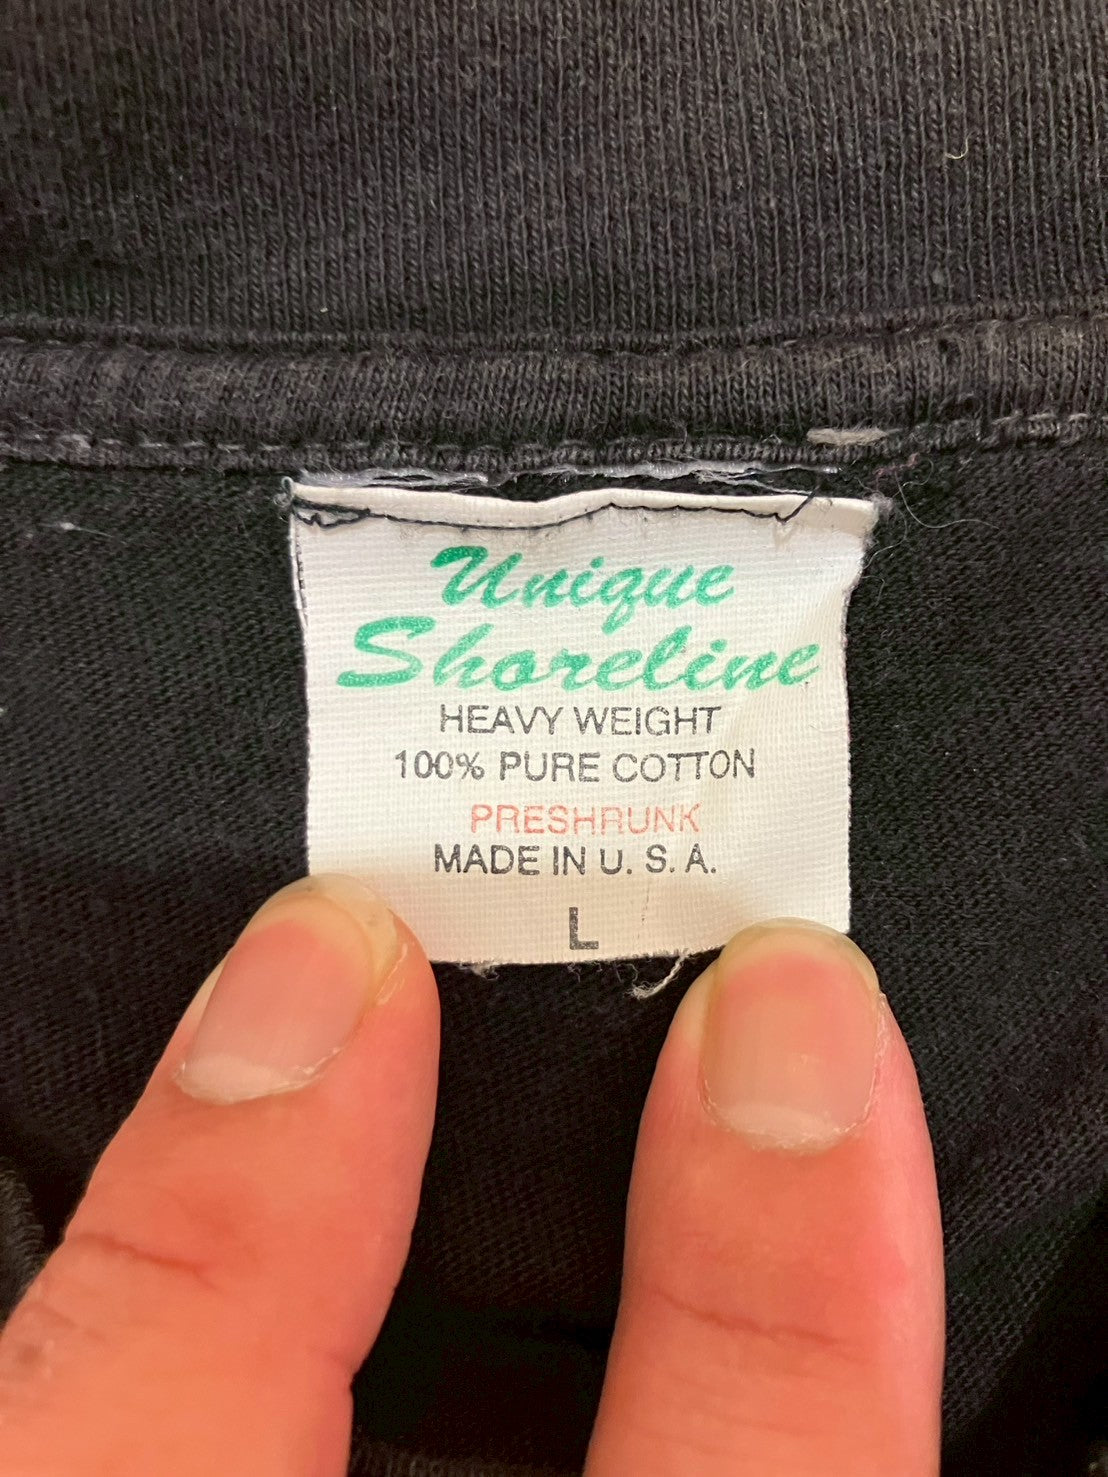 Unique
Shoreline
HEAVY WEIGHT
100% PURE COTTON
PRESHRUNK
MADE IN U. S. A.
L